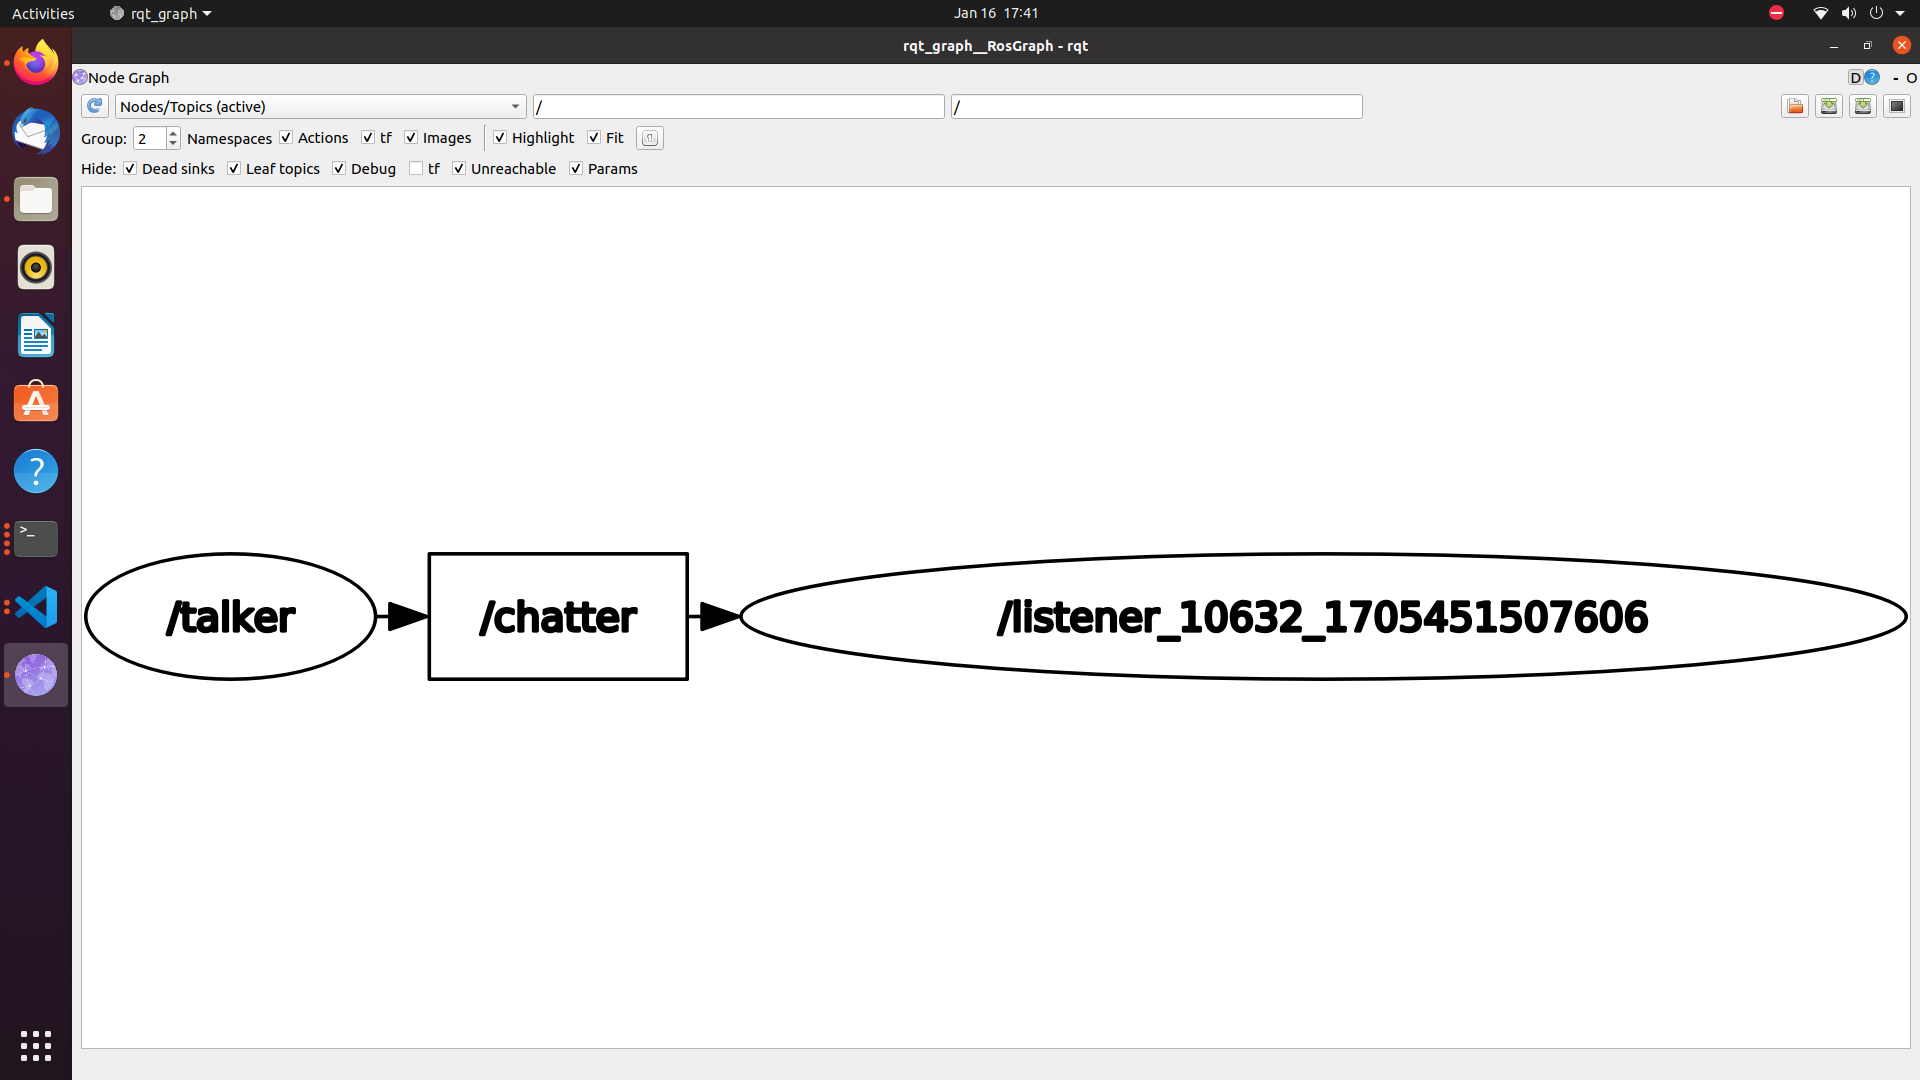 Activities rqt_graph Jan 16 17:41
rqt_graph__RosGraph - rqt
Node Graph D ? - O
Nodes/Topics (active) / /
Group: 2 Namespaces Actions tf Images Highlight Fit
Hide: Dead sinks Leaf topics Debug tf Unreachable Params
/talker /chatter /listener_10632_1705451507606